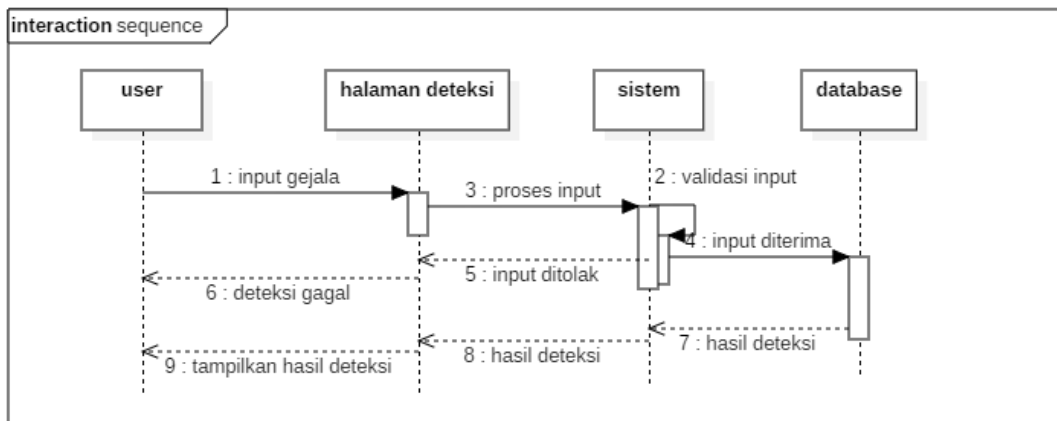 interaction sequence
user
halaman deteksi
sistem
database
1 : input gejala
3 : proses input
2 : validasi input
4 : input diterima
5 : input ditolak
6 : deteksi gagal
7 : hasil deteksi
8 : hasil deteksi
9 : tampilkan hasil deteksi